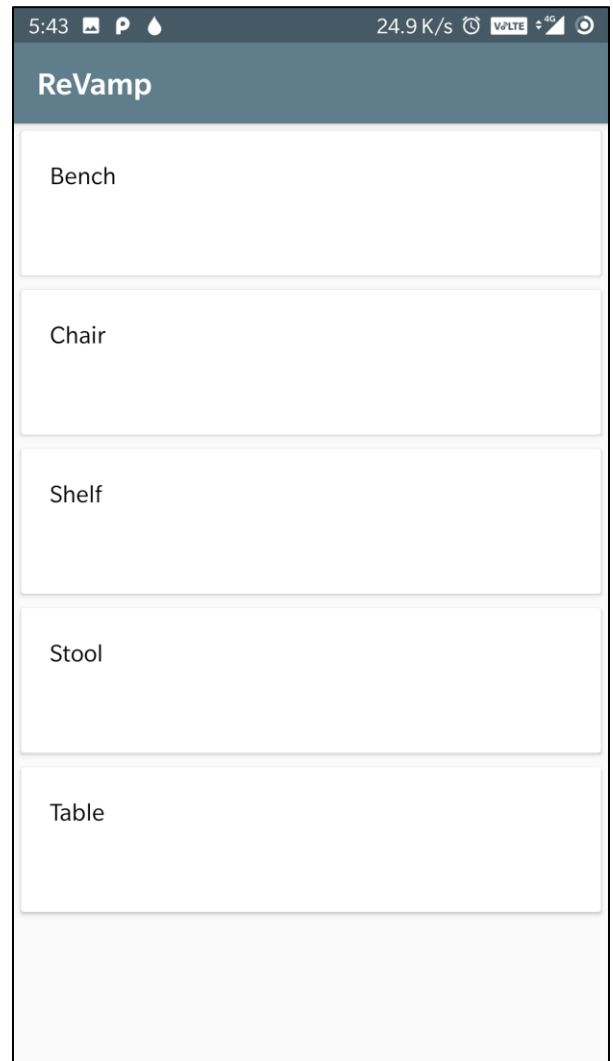 5:43 P 24.9 K/s VoLTE 4G
ReVamp
Bench
Chair
Shelf
Stool
Table